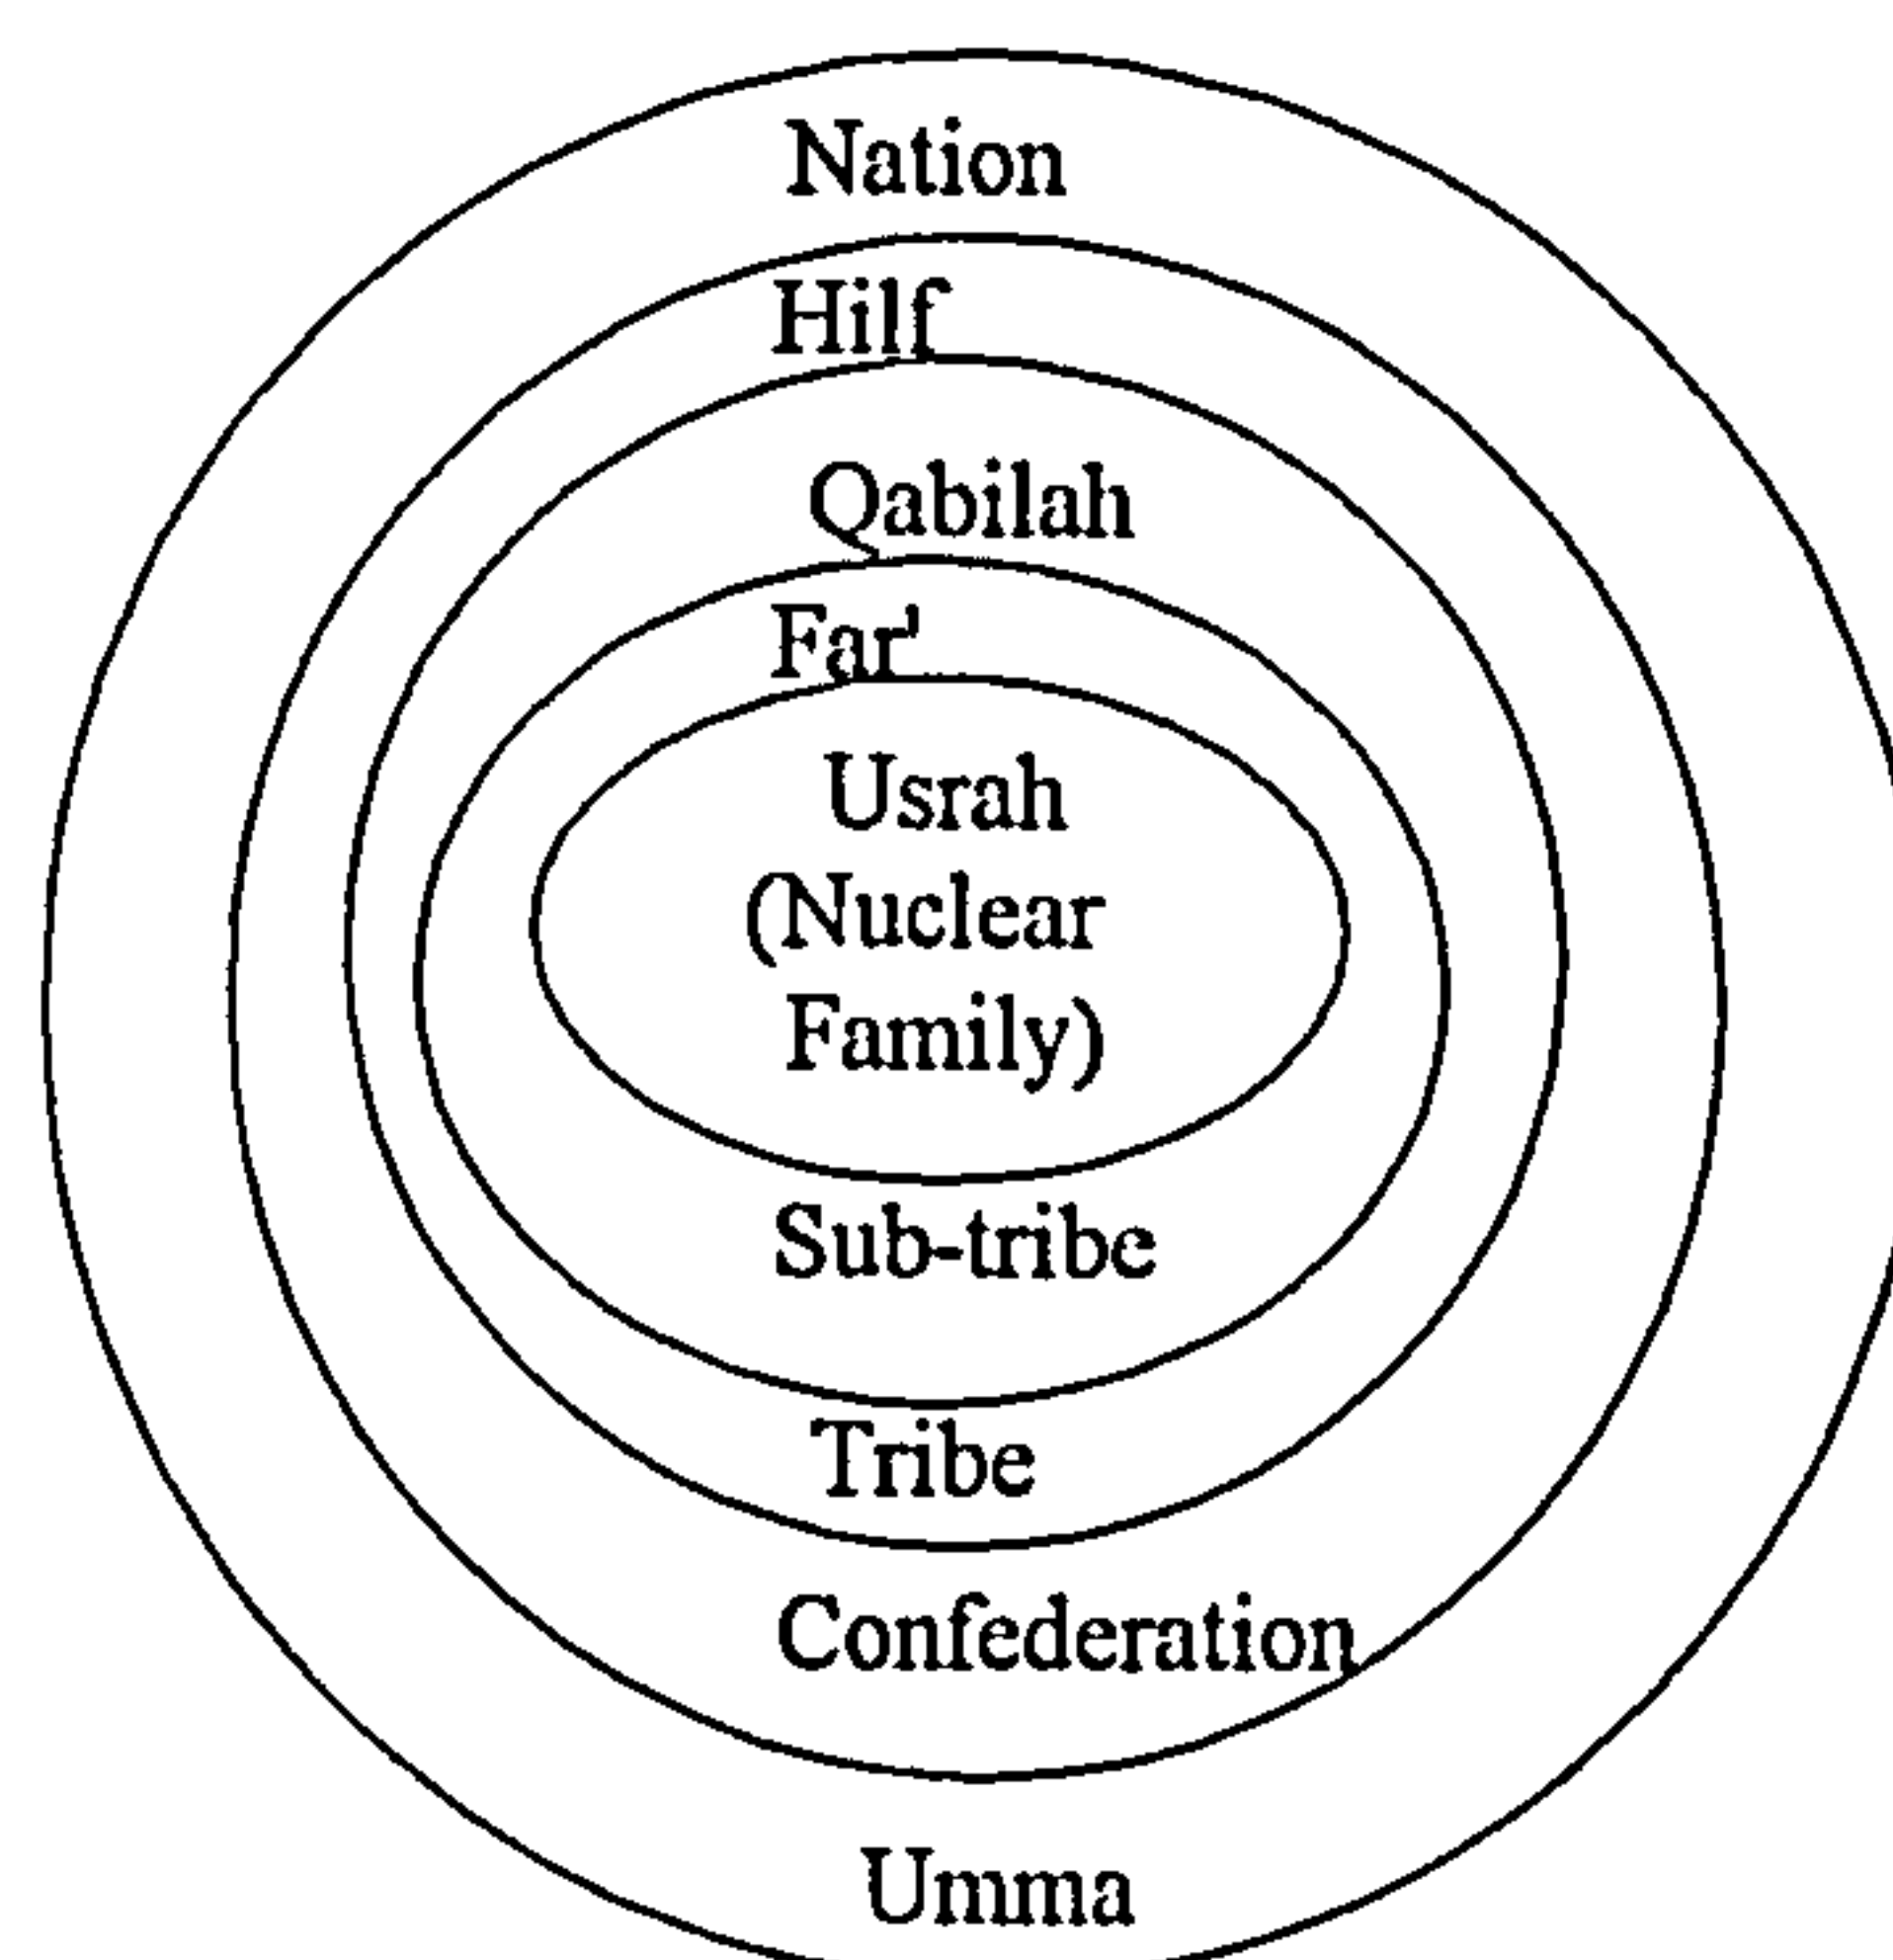 Nation
Hilf
Qabilah
Far'
Usrah
(Nuclear
Family)
Sub-tribe
Tribe
Confederation
Umma